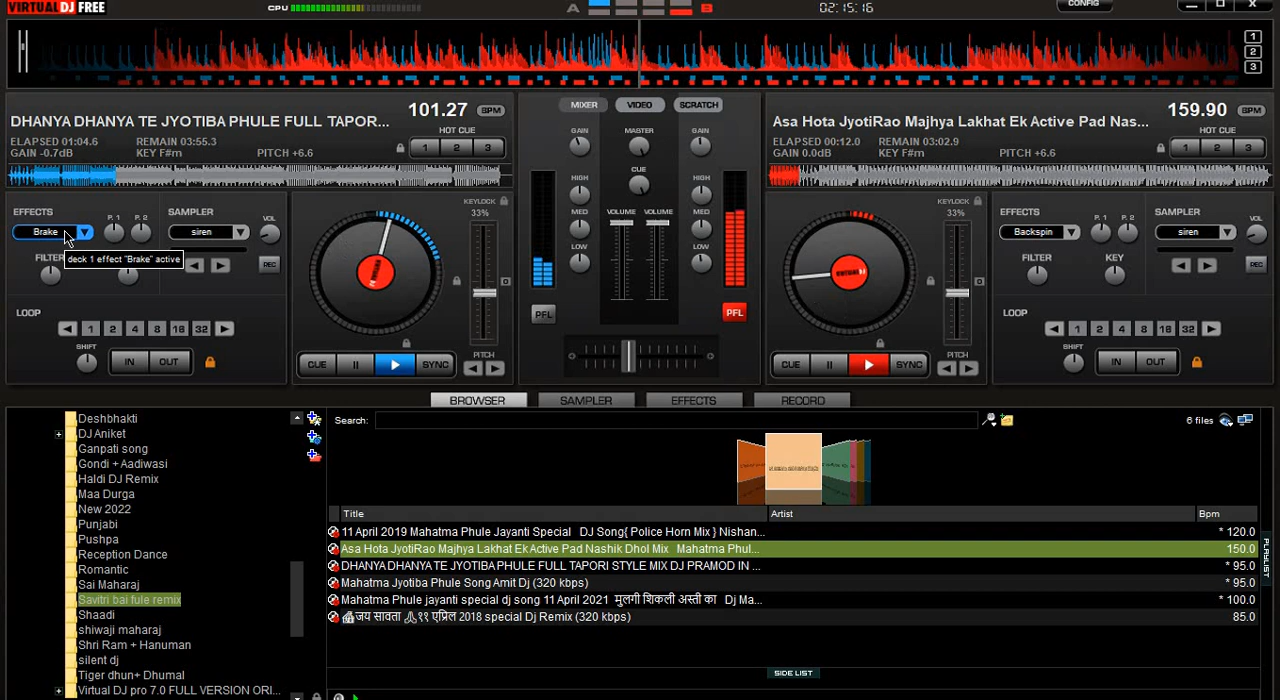 VIRTUALDJ FREE
CPU
A
B
02:15:16
CONFIG
1
2
3
DHANYA DHANYA TE JYOTIBA PHULE FULL TAPOR...
101.27 BPM
ELAPSED 01:04.6 REMAIN 03:55.3
GAIN -0.7dB KEY F#m PITCH +6.6
HOT CUE
1 2 3
MIXER VIDEO SCRATCH
Asa Hota JyotiRao Majhya Lakhat Ek Active Pad Nas...
159.90 BPM
ELAPSED 00:12.0 REMAIN 03:02.9
GAIN 0.0dB KEY F#m PITCH +6.6
HOT CUE
1 2 3
EFFECTS
Brake
P. 1 P. 2
SAMPLER
siren
VOL
deck 1 effect "Brake" active
FILTER
REC
LOOP
1 2 4 8 16 32
SHIFT
IN OUT
VIRTUALDJ
KEYLOCK
33%
0
CUE SYNC
PITCH
GAIN MASTER GAIN
HIGH CUE HIGH
MED VOLUME VOLUME MED
LOW LOW
PFL PFL
VIRTUALDJ
KEYLOCK
33%
0
CUE SYNC
PITCH
EFFECTS
Backspin
P. 1 P. 2
SAMPLER
siren
VOL
FILTER KEY
REC
LOOP
1 2 4 8 16 32
SHIFT
IN OUT
BROWSER SAMPLER EFFECTS RECORD
Deshbhakti
DJ Aniket
Ganpati song
Gondi + Aadiwasi
Haldi DJ Remix
Maa Durga
New 2022
Punjabi
Pushpa
Reception Dance
Romantic
Sai Maharaj
Savitri bai fule remix
Shaadi
shiwaji maharaj
Shri Ram + Hanuman
silent dj
Tiger dhun+ Dhumal
Virtual DJ pro 7.0 FULL VERSION ORI...
Search:
6 files
Title Artist Bpm
11 April 2019 Mahatma Phule Jayanti Special DJ Song{ Police Horn Mix } Nishan... * 120.0
Asa Hota JyotiRao Majhya Lakhat Ek Active Pad Nashik Dhol Mix Mahatma Phul... 150.0
DHANYA DHANYA TE JYOTIBA PHULE FULL TAPORI STYLE MIX DJ PRAMOD IN ... * 95.0
Mahatma Jyotiba Phule Song Amit Dj (320 kbps) * 95.0
Mahatma Phule jayanti special dj song 11 April 2021 मुलगी शिकली अस्ती का Dj Ma... * 100.0
जय सावता ११ एप्रिल 2018 special Dj Remix (320 kbps) 85.0
PLAYLIST
SIDE LIST